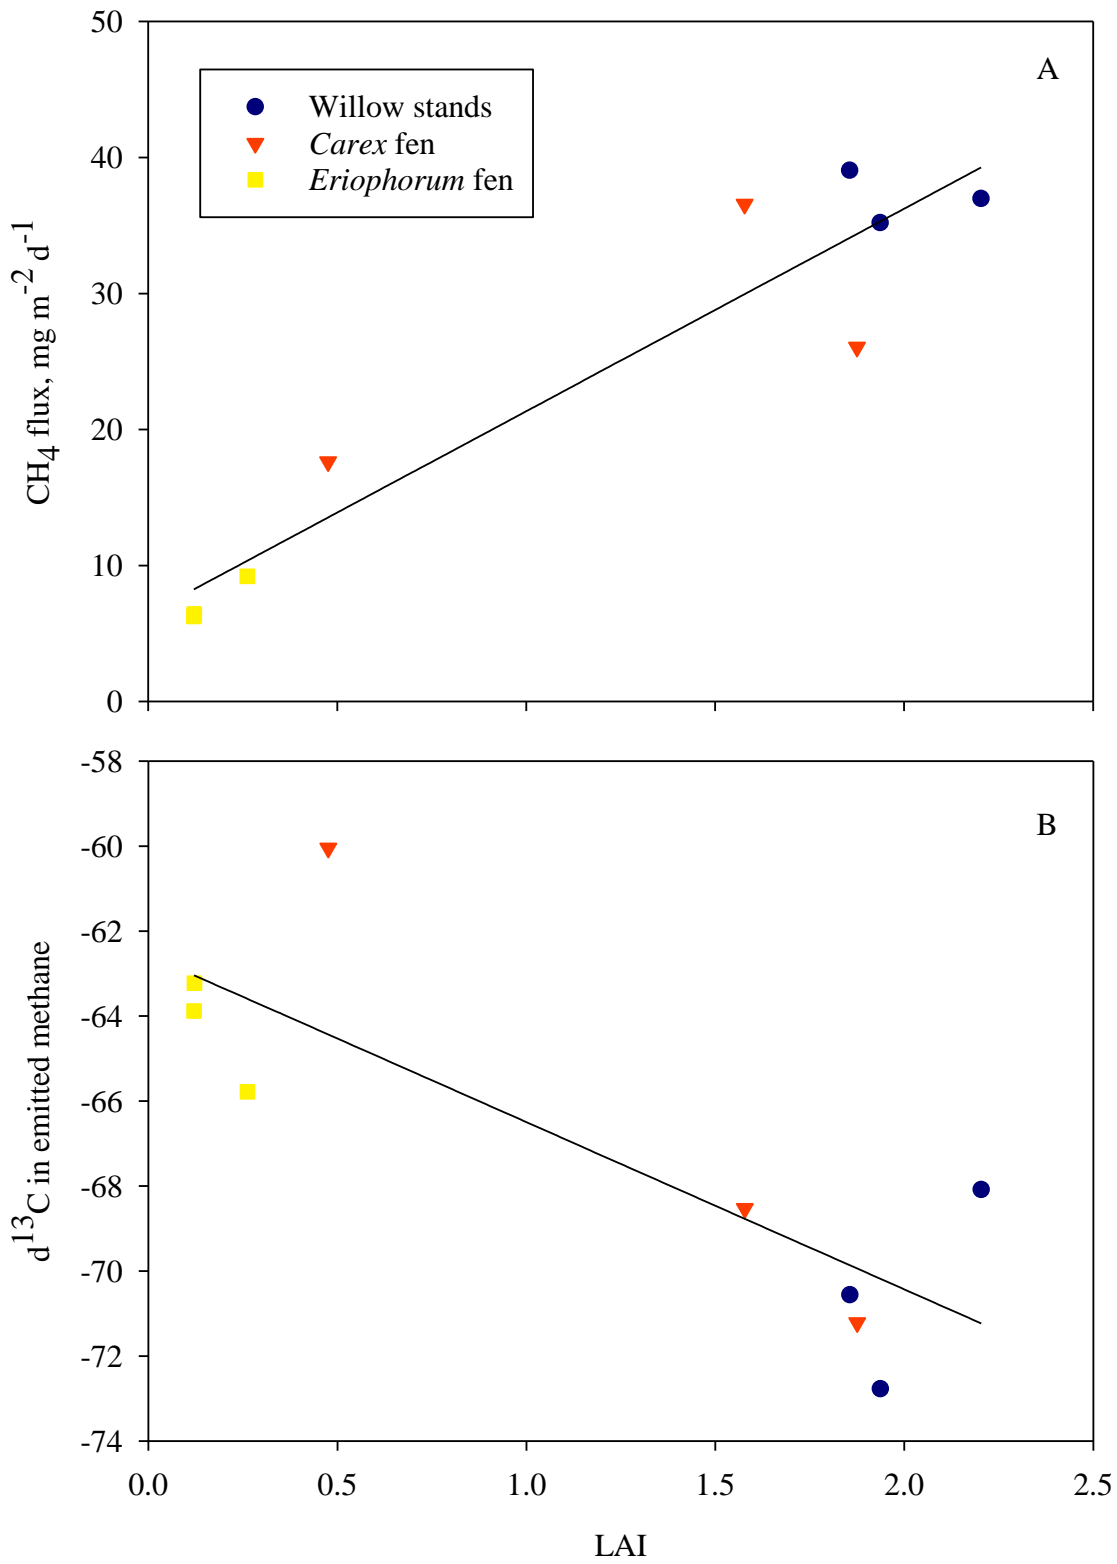 50
A
Willow stands
Carex fen
Eriophorum fen
40
30
20
10
0
CH4 flux, mg m-2 d-1
-58
B
-60
-62
-64
-66
-68
-70
-72
-74
d13C in emitted methane
0.0 0.5 1.0 1.5 2.0 2.5
LAI